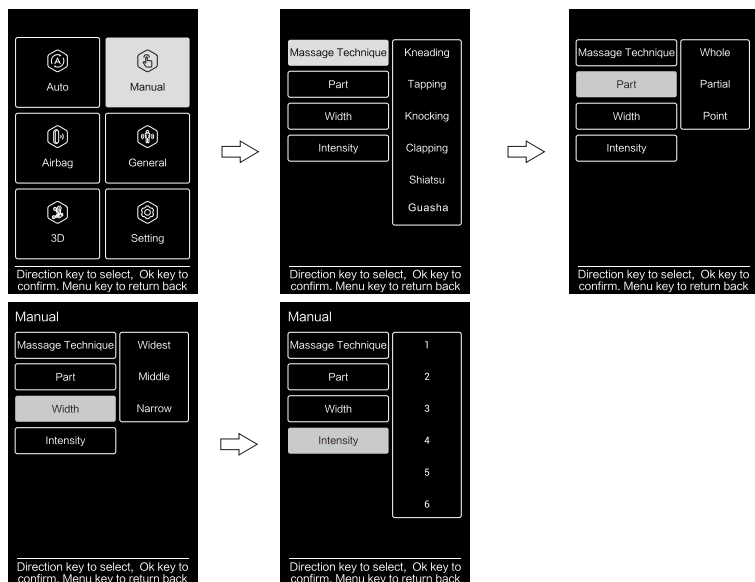 Auto
Manual
Airbag
General
3D
Setting
Direction key to select, Ok key to
confirm. Menu key to return back
Massage Technique
Part
Width
Intensity
Kneading
Tapping
Knocking
Clapping
Shiatsu
Guasha
Direction key to select, Ok key to
confirm. Menu key to return back
Massage Technique
Part
Width
Intensity
Whole
Partial
Point
Direction key to select, Ok key to
confirm. Menu key to return back
Manual
Massage Technique
Part
Width
Intensity
Widest
Middle
Narrow
Direction key to select, Ok key to
confirm. Menu key to return back
Manual
Massage Technique
Part
Width
Intensity
1
2
3
4
5
6
Direction key to select, Ok key to
confirm. Menu key to return back